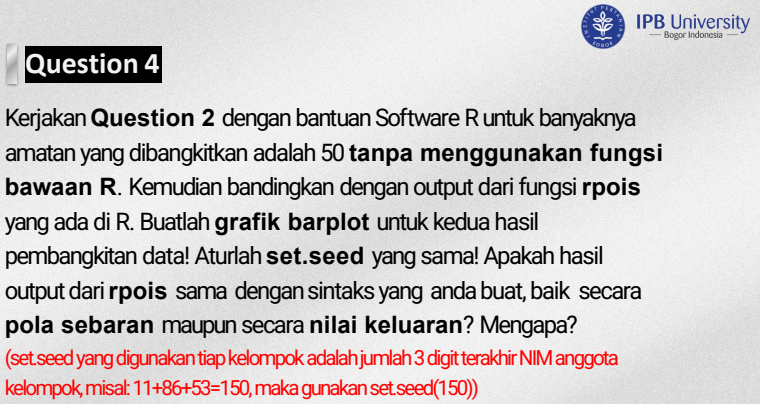 INSTITUT PERTANIAN BOGOR
IPB University
Bogor Indonesia
Question 4
Kerjakan Question 2 dengan bantuan Software R untuk banyaknya
amatan yang dibangkitkan adalah 50 tanpa menggunakan fungsi
bawaan R. Kemudian bandingkan dengan output dari fungsi rpois
yang ada di R. Buatlah grafik barplot untuk kedua hasil
pembangkitan data! Aturlah set.seed yang sama! Apakah hasil
output dari rpois sama dengan sintaks yang anda buat, baik secara
pola sebaran maupun secara nilai keluaran? Mengapa?
(set.seed yang digunakan tiap kelompok adalah jumlah 3 digit terakhir NIM anggota
kelompok, misal: 11+86+53=150, maka gunakan set.seed(150))